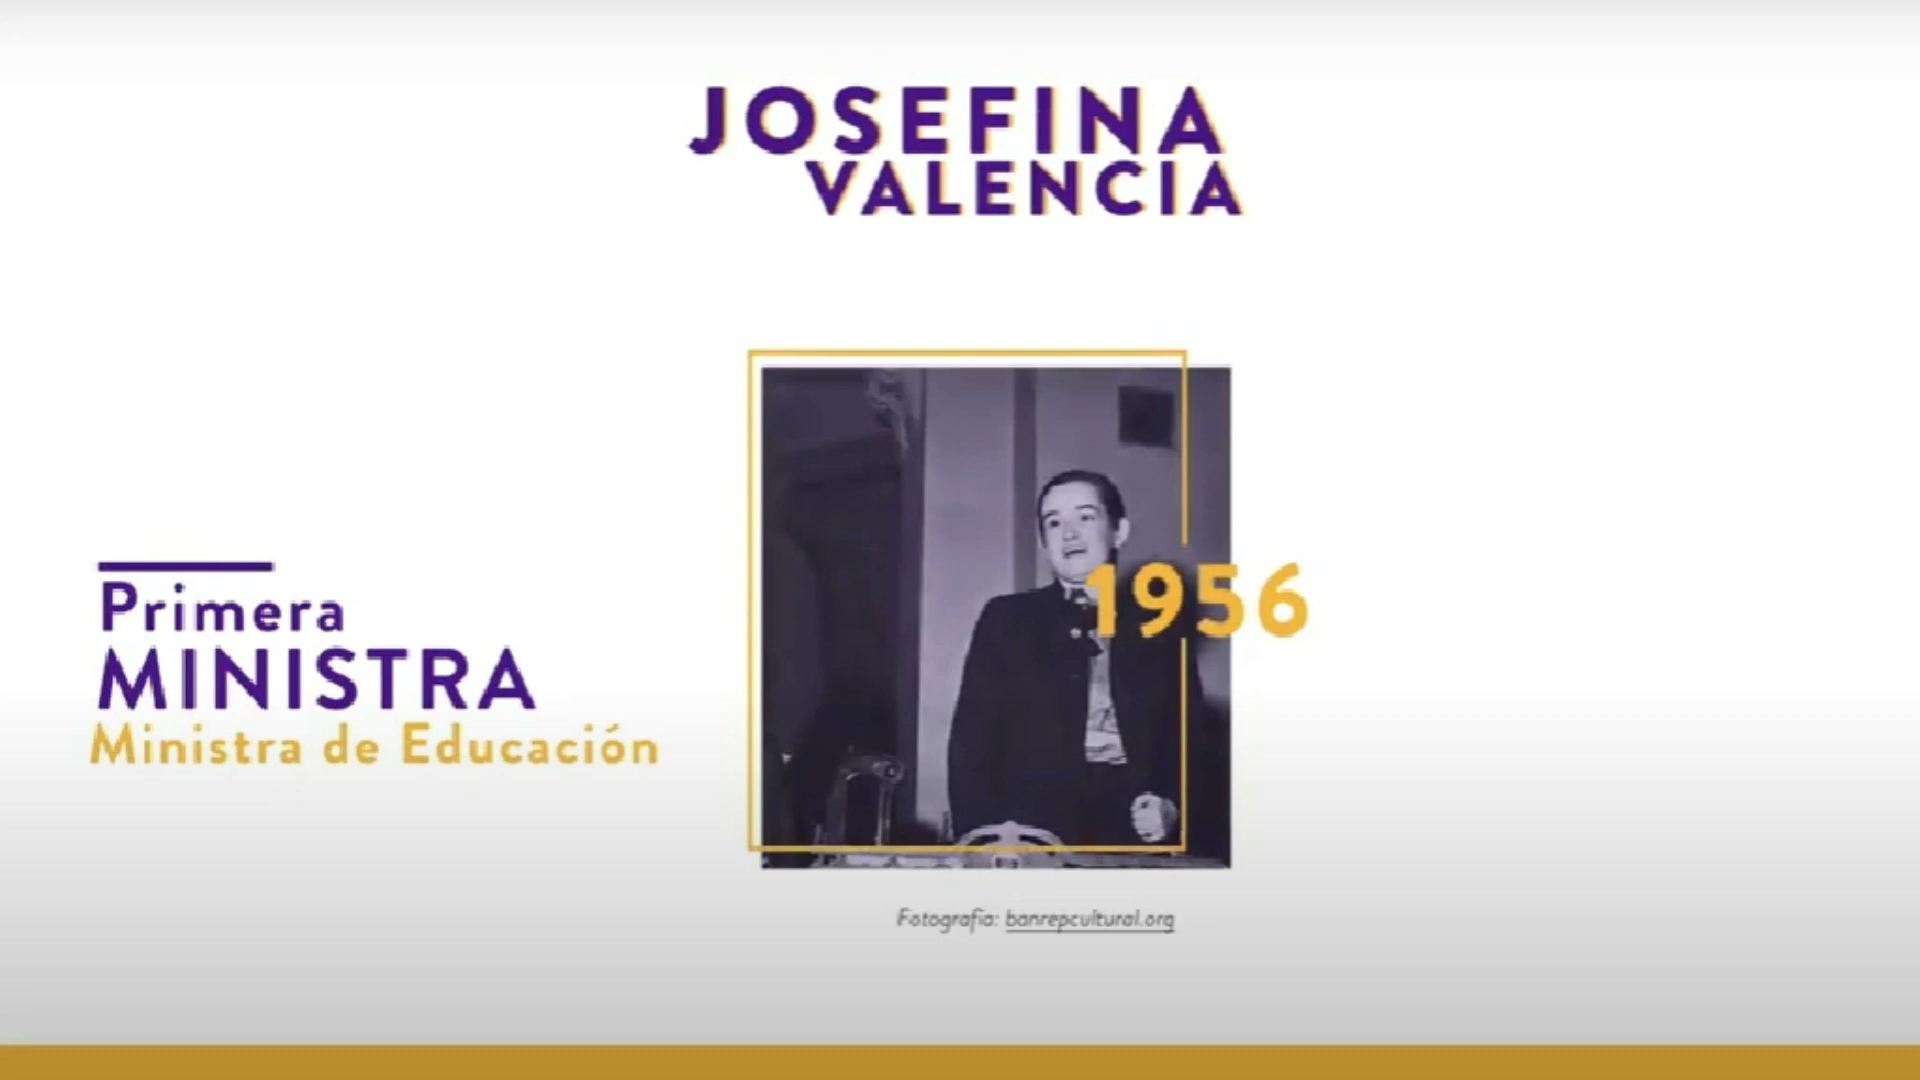 JOSEFINA
VALENCIA
Primera
MINISTRA
Ministra de Educación
1956
Fotografía: banrepcultural.org